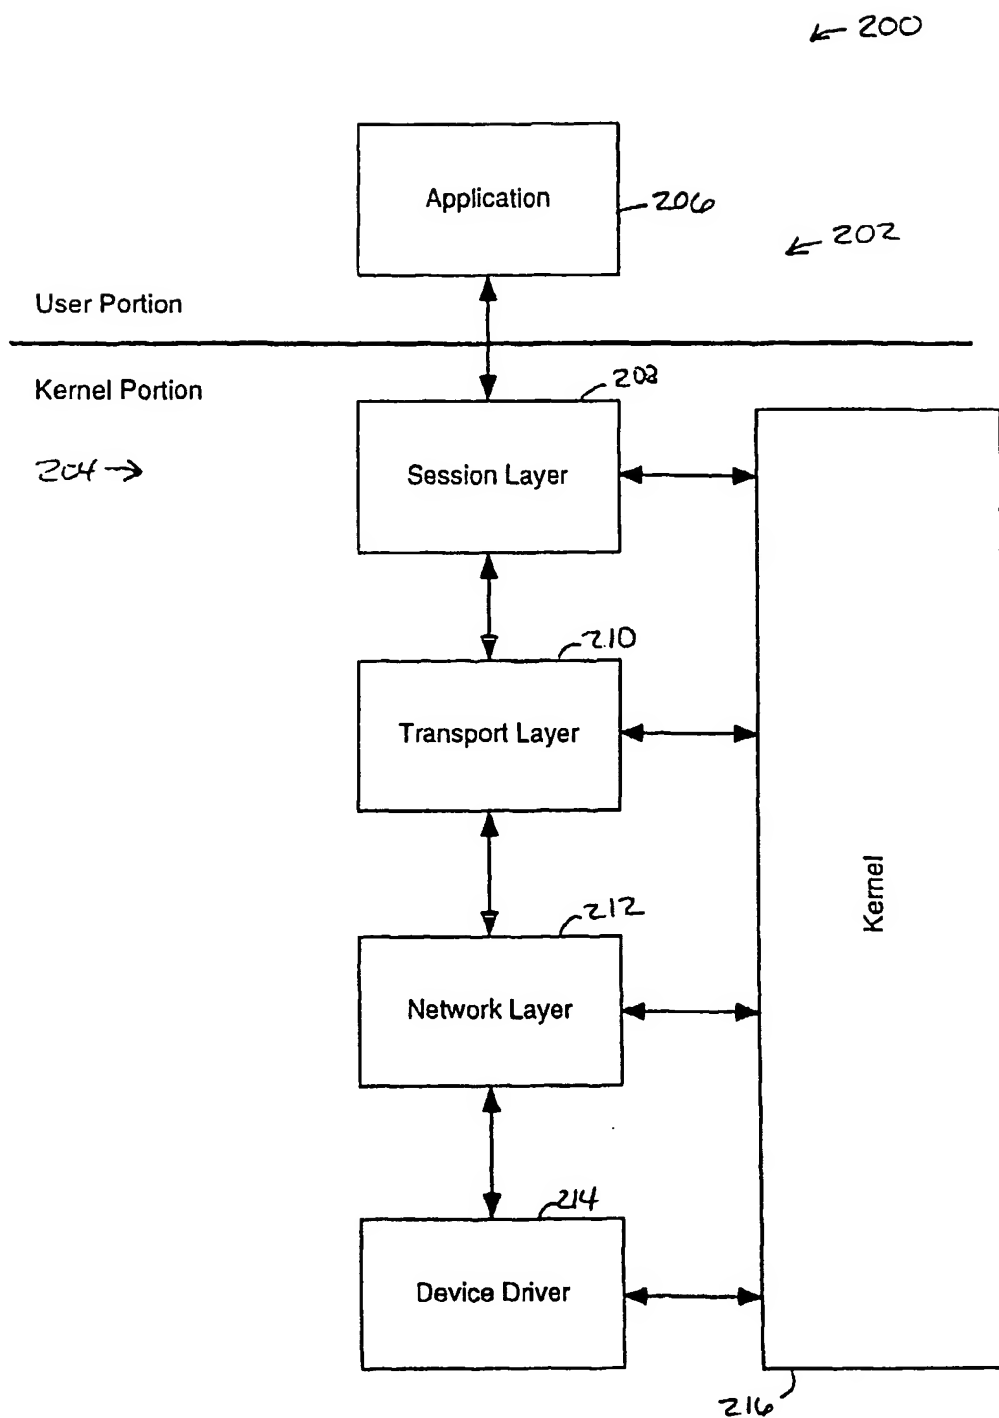 200
Application
206
202
User Portion
Kernel Portion
208
204
Session Layer
210
Transport Layer
212
Network Layer
Kernel
214
Device Driver
216